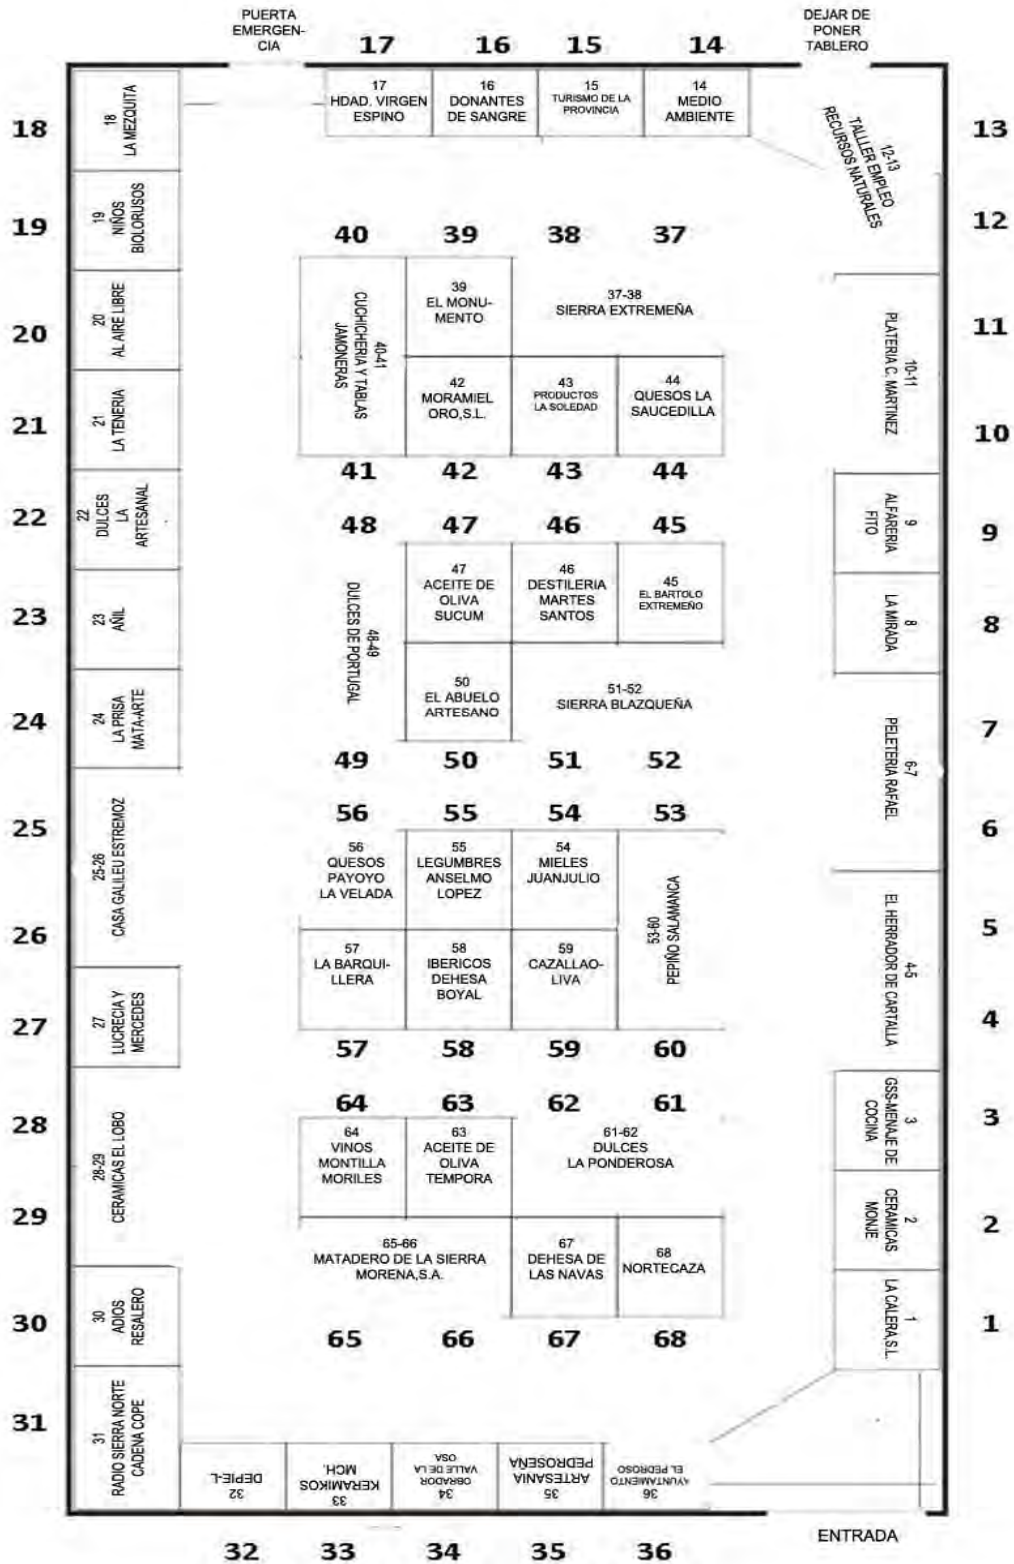 PUERTA
EMERGEN-
CIA
DEJAR DE
PONER
TABLERO
17 16 15 14
17
HDAD. VIRGEN
ESPINO
16
DONANTES
DE SANGRE
15
TURISMO DE LA
PROVINCIA
14
MEDIO
AMBIENTE
18
19
20
21
22
23
24
25
26
27
28
29
30
31
18
LA MEZQUITA
19
NIÑOS
BIOLORUSOS
20
AL AIRE LIBRE
21
LA TENERIA
22
DULCES
LA
ARTESANAL
23
AÑIL
24
LA PRISA
MATA-ARTE
25-26
CASA GALILEU ESTREMOZ
27
LUCRECIA Y
MERCEDES
28-29
CERAMICAS EL LOBO
30
ADIOS
RESALERO
31
RADIO SIERRA NORTE
CADENA COPE
40 39 38 37
40-41
CUCHICHERIA Y TABLAS
JAMONERAS
39
EL MONU-
MENTO
37-38
SIERRA EXTREMEÑA
42
MORAMIEL
ORO,S.L.
43
PRODUCTOS
LA SOLEDAD
44
QUESOS LA
SAUCEDILLA
41 42 43 44
48 47 46 45
48-49
DULCES DE PORTUGAL
47
ACEITE DE
OLIVA
SUCUM
46
DESTILERIA
MARTES
SANTOS
45
EL BARTOLO
EXTREMEÑO
50
EL ABUELO
ARTESANO
51-52
SIERRA BLAZQUEÑA
49 50 51 52
56 55 54 53
56
QUESOS
PAYOYO
LA VELADA
55
LEGUMBRES
ANSELMO
LOPEZ
54
MIELES
JUANJULIO
53-60
PEPIÑO SALAMANCA
57
LA BARQUI-
LLERA
58
IBERICOS
DEHESA
BOYAL
59
CAZALLAO-
LIVA
57 58 59 60
64 63 62 61
64
VINOS
MONTILLA
MORILES
63
ACEITE DE
OLIVA
TEMPORA
61-62
DULCES
LA PONDEROSA
65-66
MATADERO DE LA SIERRA
MORENA,S.A.
67
DEHESA DE
LAS NAVAS
68
NORTECAZA
65 66 67 68
12-13
TALLLER EMPLEO
RECURSOS NATURALES
10-11
PLATERIA C. MARTINEZ
9
ALFARERIA
FITO
8
LA MIRADA
6-7
PELETERIA RAFAEL
4-5
EL HERRADOR DE CARTALLA
3
GSS-MENAJE DE
COCINA
2
CERAMICAS
MONJE
1
LA CALERA,S.L.
13
12
11
10
9
8
7
6
5
4
3
2
1
32
DEPIE-L
33
KERAMIKOS
MCH.
34
OBRADOR
VALLE DE LA
OSA
35
ARTESANIA
PEDROSEÑA
36
AYUNTAMIENTO
EL PEDROSO
ENTRADA
32 33 34 35 36